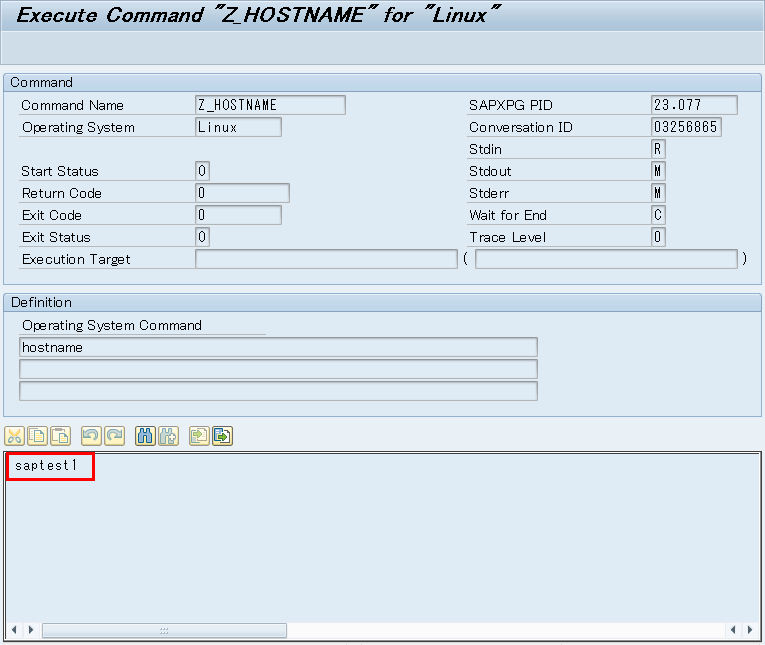 Execute Command "Z_HOSTNAME" for "Linux"
Command
Command Name Z_HOSTNAME SAPXPG PID 23.077
Operating System Linux Conversation ID 03256865
Stdin R
Start Status O Stdout M
Return Code 0 Stderr M
Exit Code 0 Wait for End C
Exit Status O Trace Level 0
Execution Target ( )
Definition
Operating System Command
hostname
saptest1